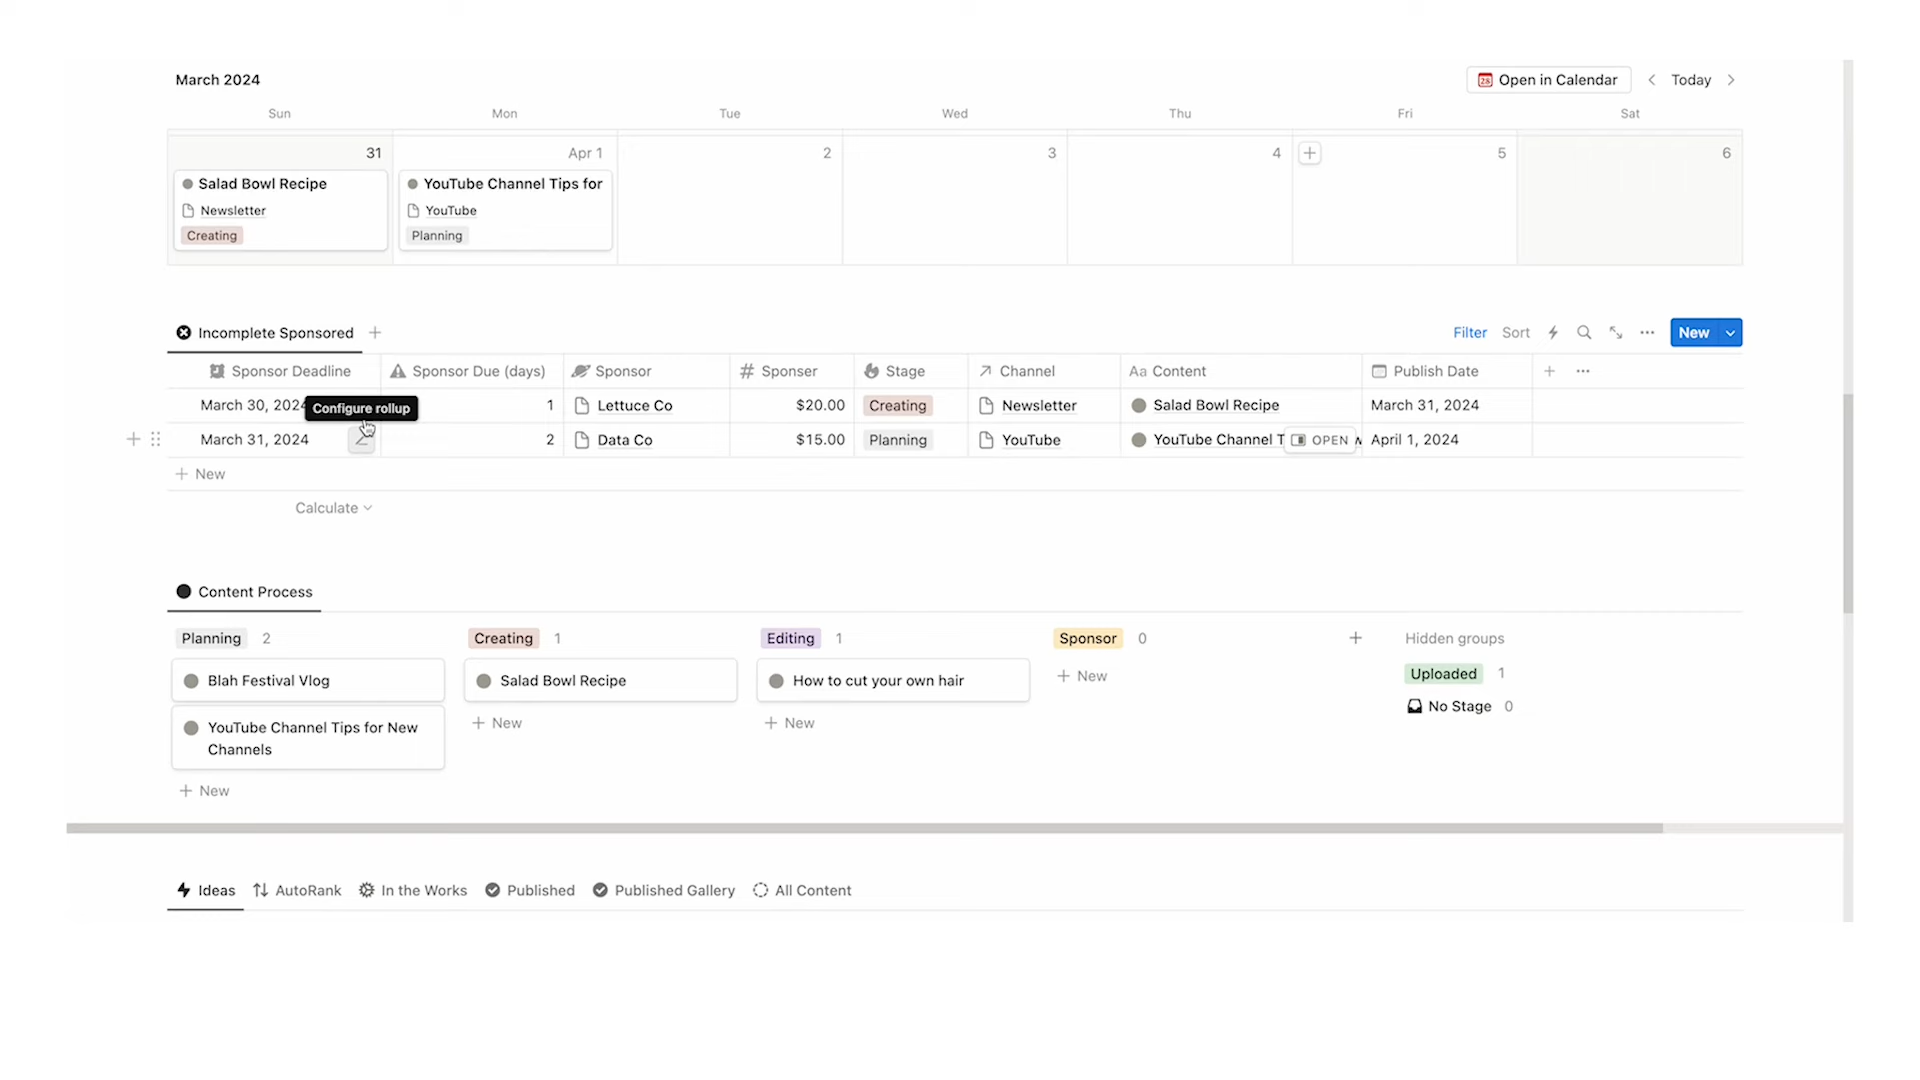 March 2024
Open in Calendar
Today
Sun Mon Tue Wed Thu Fri Sat
31 Apr 1 2 3 4 5 6
Salad Bowl Recipe
Newsletter
Creating
YouTube Channel Tips for
YouTube
Planning
Incomplete Sponsored
Filter Sort New
Sponsor Deadline Sponsor Due (days) Sponsor Sponser Stage Channel Aa Content Publish Date
March 30, 2024 1 Lettuce Co $20.00 Creating Newsletter Salad Bowl Recipe March 31, 2024
Configure rollup
March 31, 2024 2 Data Co $15.00 Planning YouTube YouTube Channel T OPEN April 1, 2024
New
Calculate
Content Process
Planning 2 Creating 1 Editing 1 Sponsor 0 Hidden groups
Blah Festival Vlog
YouTube Channel Tips for New
Channels
New
Salad Bowl Recipe
New
How to cut your own hair
New
New
Uploaded 1
No Stage 0
Ideas AutoRank In the Works Published Published Gallery All Content